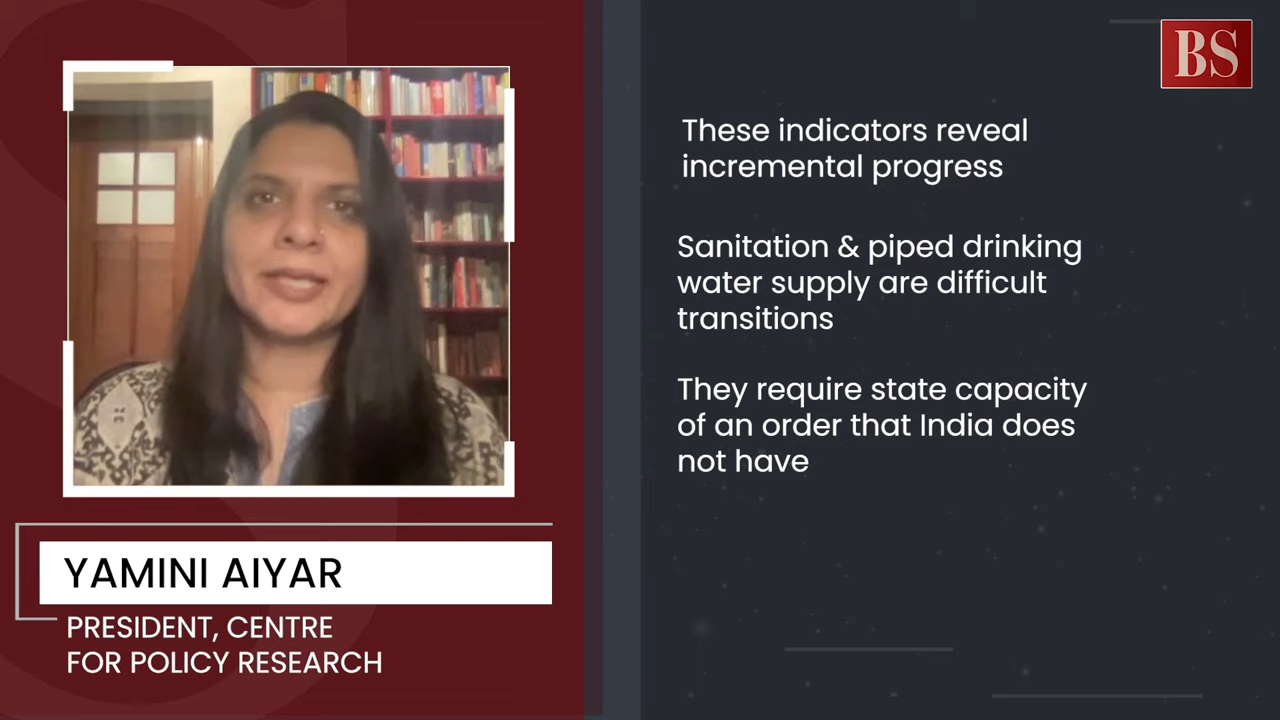 BS
These indicators reveal
incremental progress
Sanitation & piped drinking
water supply are difficult
transitions
They require state capacity
of an order that India does
not have
YAMINI AIYAR
PRESIDENT, CENTRE
FOR POLICY RESEARCH